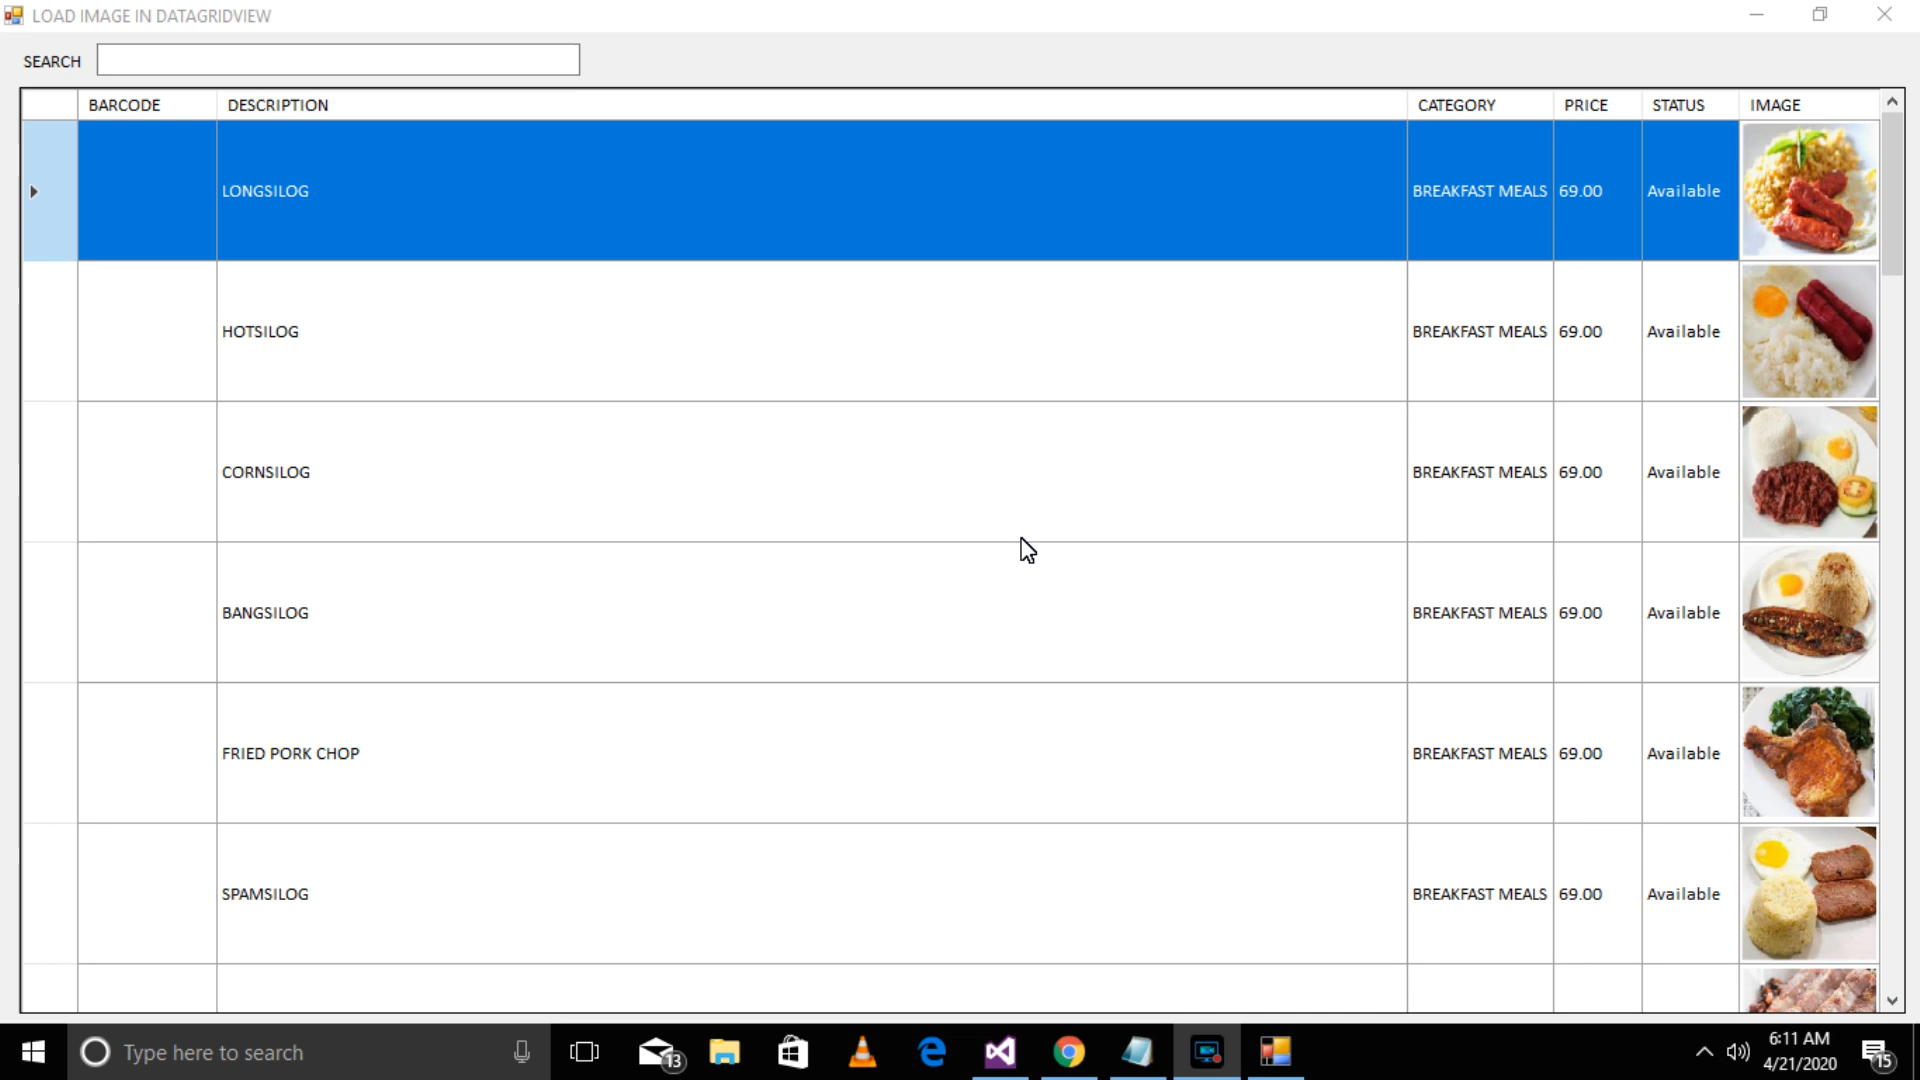 LOAD IMAGE IN DATAGRIDVIEW
SEARCH
BARCODE DESCRIPTION CATEGORY PRICE STATUS IMAGE
LONGSILOG BREAKFAST MEALS 69.00 Available
HOTSILOG BREAKFAST MEALS 69.00 Available
CORNSILOG BREAKFAST MEALS 69.00 Available
BANGSILOG BREAKFAST MEALS 69.00 Available
FRIED PORK CHOP BREAKFAST MEALS 69.00 Available
SPAMSILOG BREAKFAST MEALS 69.00 Available
Type here to search 13 6:11 AM
4/21/2020 15